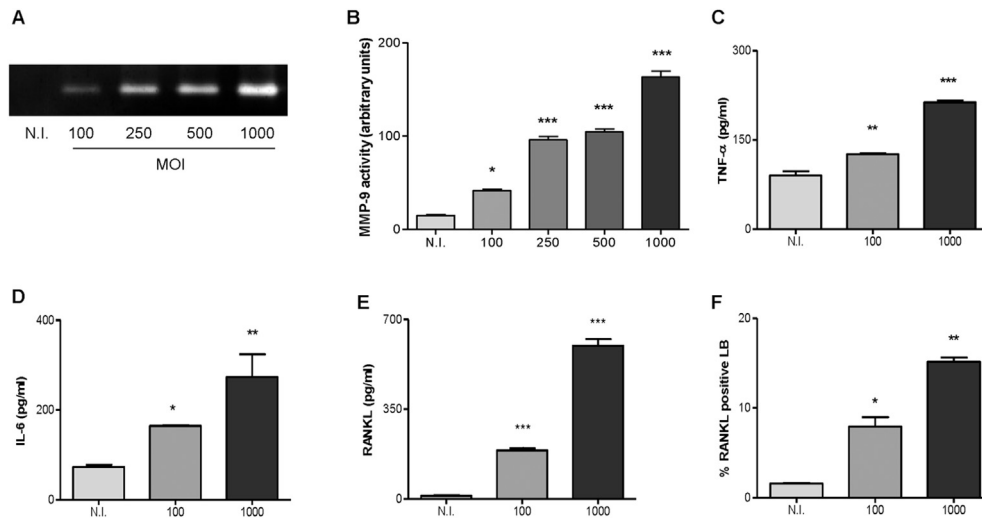 A
N.I. 100 250 500 1000
MOI
B
MMP-9 activity (arbitrary units)
200
100
0
*
***
***
***
N.I. 100 250 500 1000
C
TNF-α (pg/ml)
300
150
0
**
***
N.I. 100 1000
D
IL-6 (pg/ml)
400
200
0
*
**
N.I. 100 1000
E
RANKL (pg/ml)
700
350
0
***
***
N.I. 100 1000
F
% RANKL positive LB
20
10
0
*
**
N.I. 100 1000